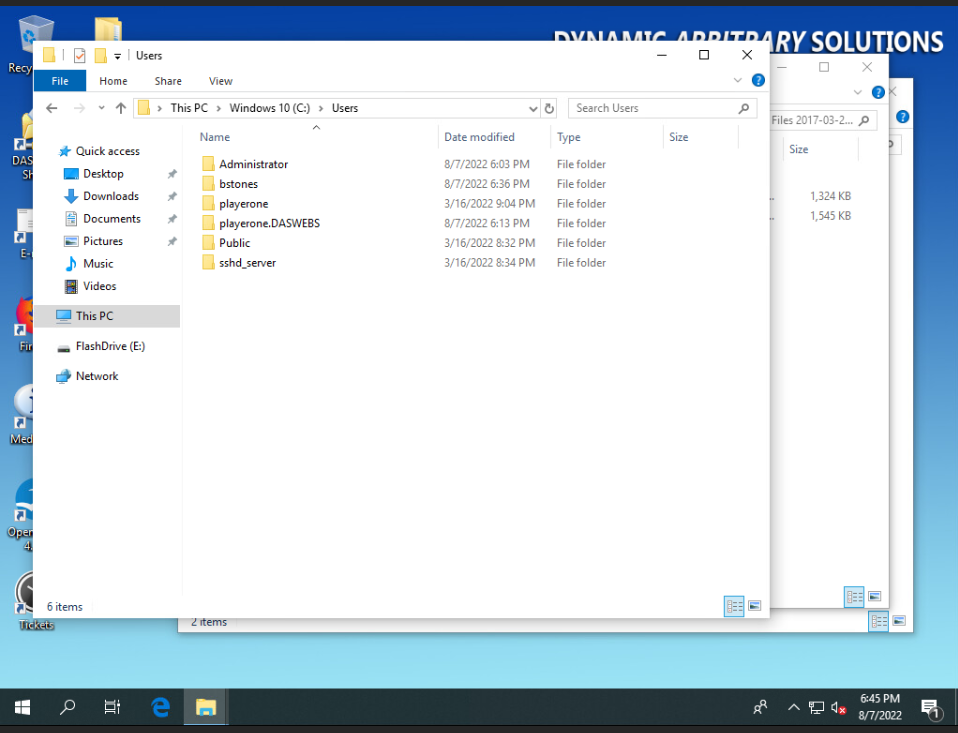 DYNAMIC ARBITRARY SOLUTIONS
Users
File Home Share View
This PC > Windows 10 (C:) > Users
Search Users
Files 2017-03-2...
Name Date modified Type Size
Size
Quick access
Desktop
Downloads
Documents
Pictures
Music
Videos
This PC
FlashDrive (E:)
Network
Administrator 8/7/2022 6:03 PM File folder
bstones 8/7/2022 6:36 PM File folder
playerone 3/16/2022 9:04 PM File folder
playerone.DASWEBS 8/7/2022 6:13 PM File folder
Public 3/16/2022 8:32 PM File folder
sshd_server 3/16/2022 8:34 PM File folder
1,324 KB
1,545 KB
6 items
2 items
Recy
DAS
Sh
E-
Fir
Med
Open
4.
Tickets
6:45 PM
8/7/2022
1